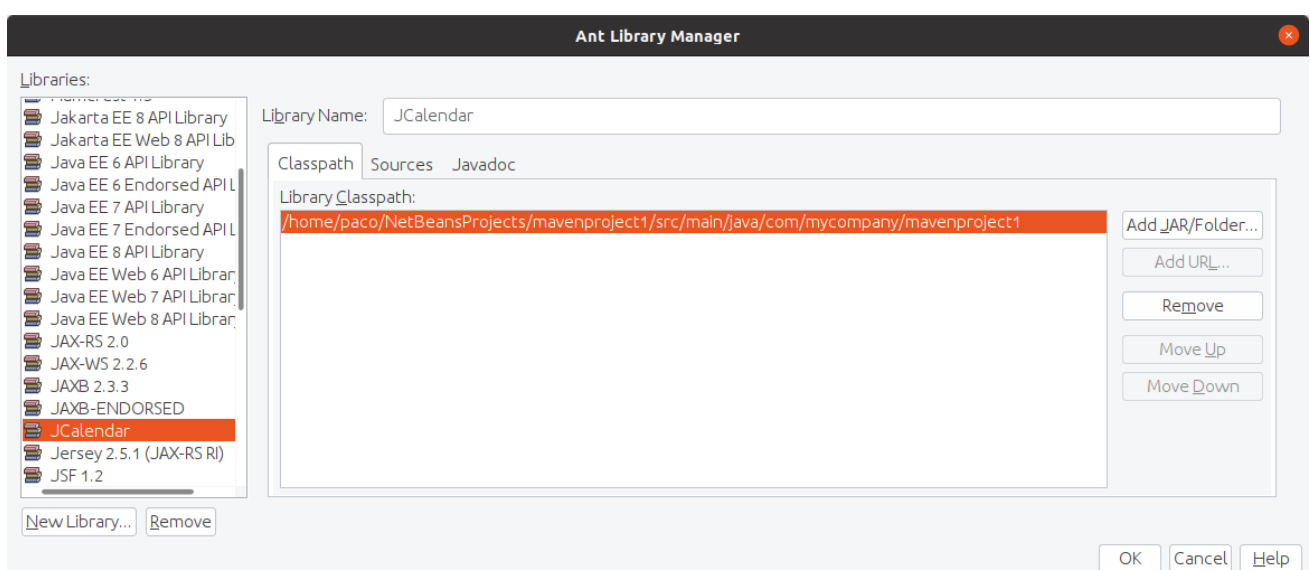 Ant Library Manager
Libraries:
Jakarta EE 8 API Library
Jakarta EE Web 8 API Lib
Java EE 6 API Library
Java EE 6 Endorsed API L
Java EE 7 API Library
Java EE 7 Endorsed API L
Java EE 8 API Library
Java EE Web 6 API Librar
Java EE Web 7 API Librar
Java EE Web 8 API Librar
JAX-RS 2.0
JAX-WS 2.2.6
JAXB 2.3.3
JAXB-ENDORSED
JCalendar
Jersey 2.5.1 (JAX-RS RI)
JSF 1.2
New Library... Remove
Library Name: JCalendar
Classpath Sources Javadoc
Library Classpath:
/home/paco/NetBeansProjects/mavenproject1/src/main/java/com/mycompany/mavenproject1
Add JAR/Folder...
Add URL...
Remove
Move Up
Move Down
OK Cancel Help